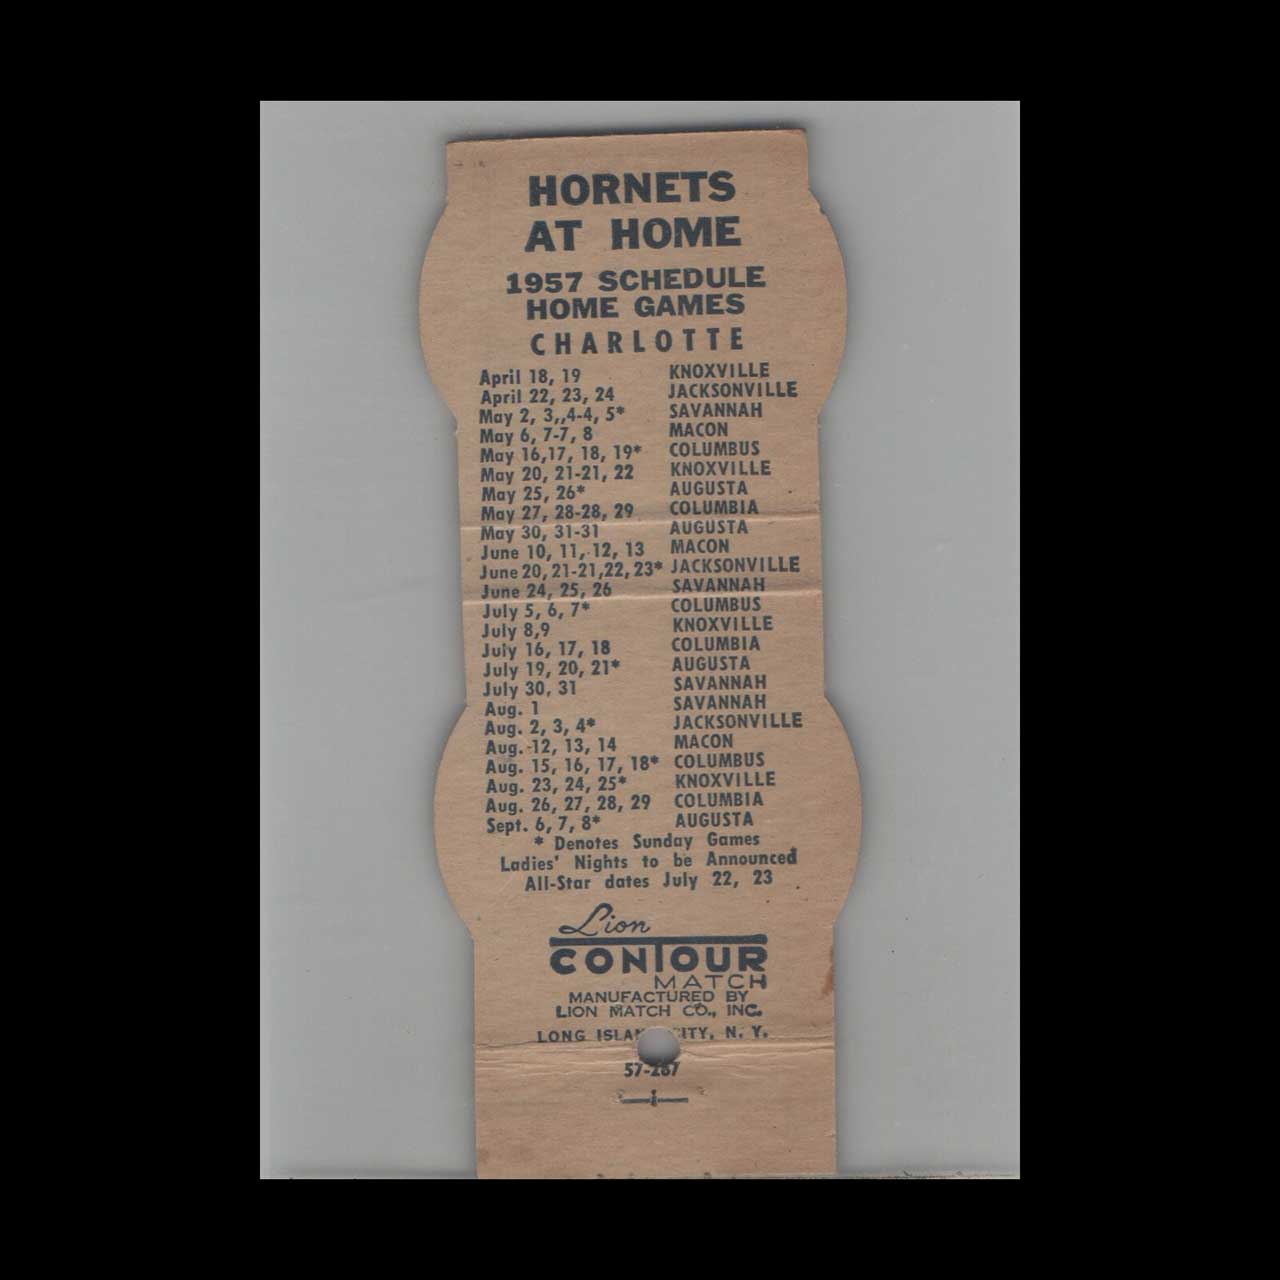 HORNETS
AT HOME
1957 SCHEDULE
HOME GAMES
CHARLOTTE
April 18, 19 KNOXVILLE
April 22, 23, 24 JACKSONVILLE
May 2, 3,,4-4, 5* SAVANNAH
May 6, 7-7, 8 MACON
May 16,17, 18, 19* COLUMBUS
May 20, 21-21, 22 KNOXVILLE
May 25, 26* AUGUSTA
May 27, 28-28, 29 COLUMBIA
May 30, 31-31 AUGUSTA
June 10, 11, 12, 13 MACON
June 20, 21-21,22, 23* JACKSONVILLE
June 24, 25, 26 SAVANNAH
July 5, 6, 7* COLUMBUS
July 8,9 KNOXVILLE
July 16, 17, 18 COLUMBIA
July 19, 20, 21* AUGUSTA
July 30, 31 SAVANNAH
Aug. 1 SAVANNAH
Aug. 2, 3, 4* JACKSONVILLE
Aug. 12, 13, 14 MACON
Aug. 15, 16, 17, 18* COLUMBUS
Aug. 23, 24, 25* KNOXVILLE
Aug. 26, 27, 28, 29 COLUMBIA
Sept. 6, 7, 8* AUGUSTA
* Denotes Sunday Games
Ladies' Nights to be Announced
All-Star dates July 22, 23
Lion
CONTOUR
MATCH
MANUFACTURED BY
LION MATCH CO., INC.
LONG ISLAND CITY, N. Y.
57-287